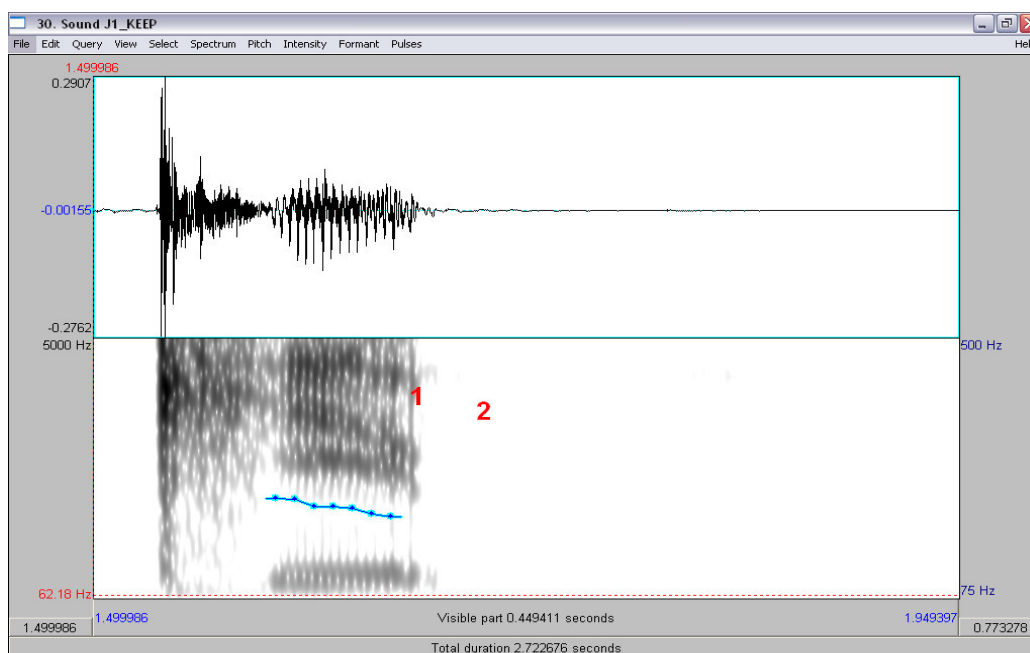 30. Sound J1_KEEP
File Edit Query View Select Spectrum Pitch Intensity Formant Pulses Hel
1.499986
0.2907
-0.00155
-0.2762
5000 Hz 500 Hz
1
2
62.18 Hz 75 Hz
1.499986 Visible part 0.449411 seconds 1.949397
1.499986 0.773278
Total duration 2.722676 seconds